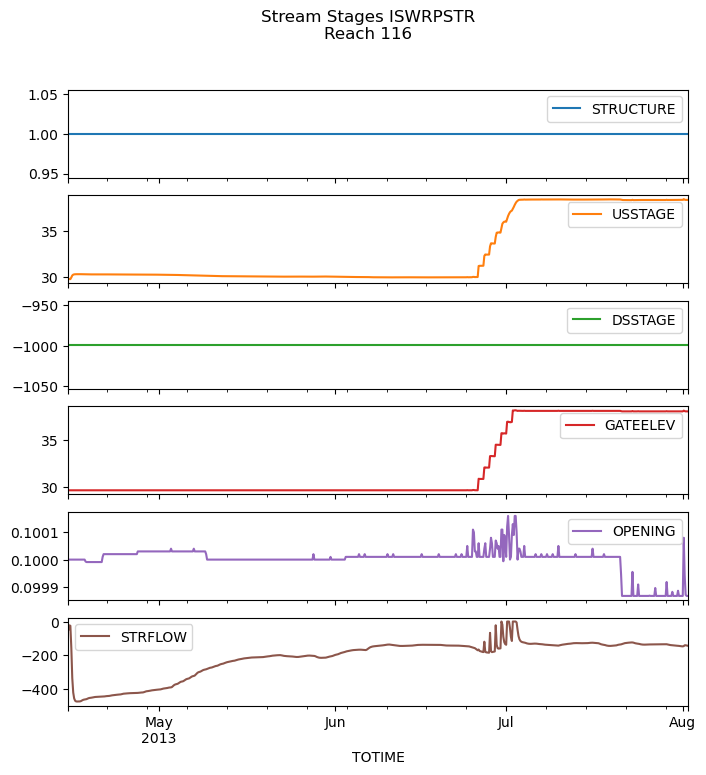 Stream Stages ISWRPSTR
Reach 116
1.05
1.00
0.95
STRUCTURE
35
30
USSTAGE
−950
−1000
−1050
DSSTAGE
35
30
GATEELEV
0.1001
0.1000
0.0999
OPENING
0
−200
−400
STRFLOW
May
2013
Jun
Jul
Aug
TOTIME